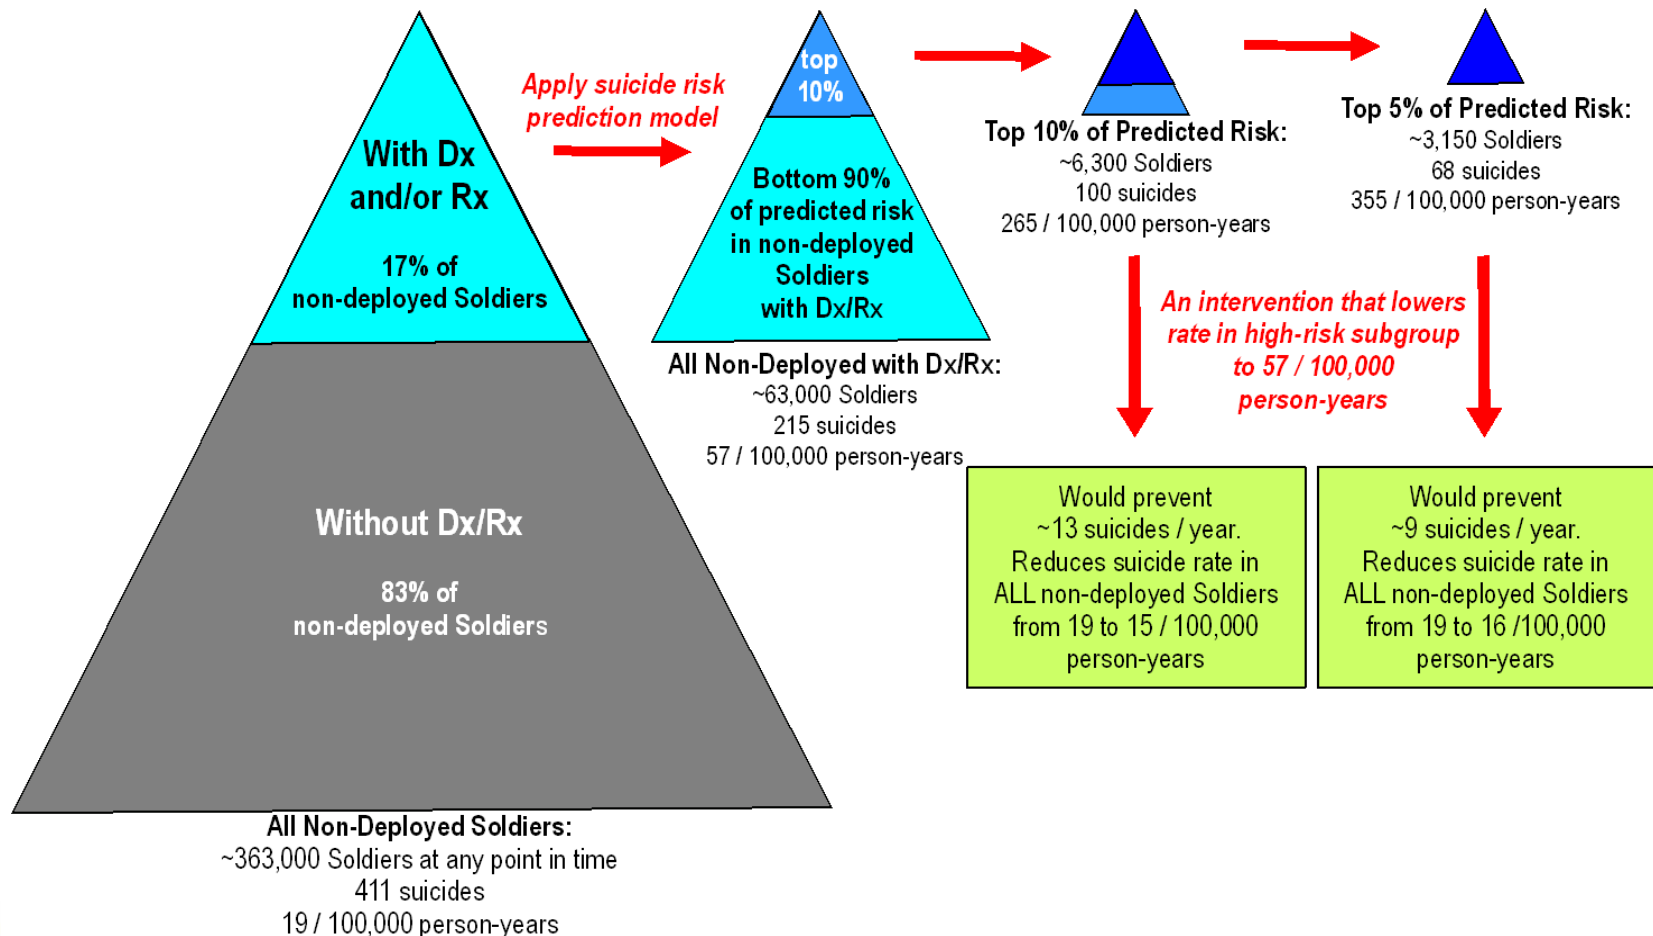 With Dx
and/or Rx
17% of
non-deployed Soldiers
Without Dx/Rx
83% of
non-deployed Soldiers
All Non-Deployed Soldiers:
~363,000 Soldiers at any point in time
411 suicides
19 / 100,000 person-years
Apply suicide risk
prediction model
top
10%
Bottom 90%
of predicted risk
in non-deployed
Soldiers
with Dx/Rx
All Non-Deployed with Dx/Rx:
~63,000 Soldiers
215 suicides
57 / 100,000 person-years
Top 10% of Predicted Risk:
~6,300 Soldiers
100 suicides
265 / 100,000 person-years
Top 5% of Predicted Risk:
~3,150 Soldiers
68 suicides
355 / 100,000 person-years
An intervention that lowers
rate in high-risk subgroup
to 57 / 100,000
person-years
Would prevent
~13 suicides / year.
Reduces suicide rate in
ALL non-deployed Soldiers
from 19 to 15 / 100,000
person-years
Would prevent
~9 suicides / year.
Reduces suicide rate in
ALL non-deployed Soldiers
from 19 to 16 /100,000
person-years